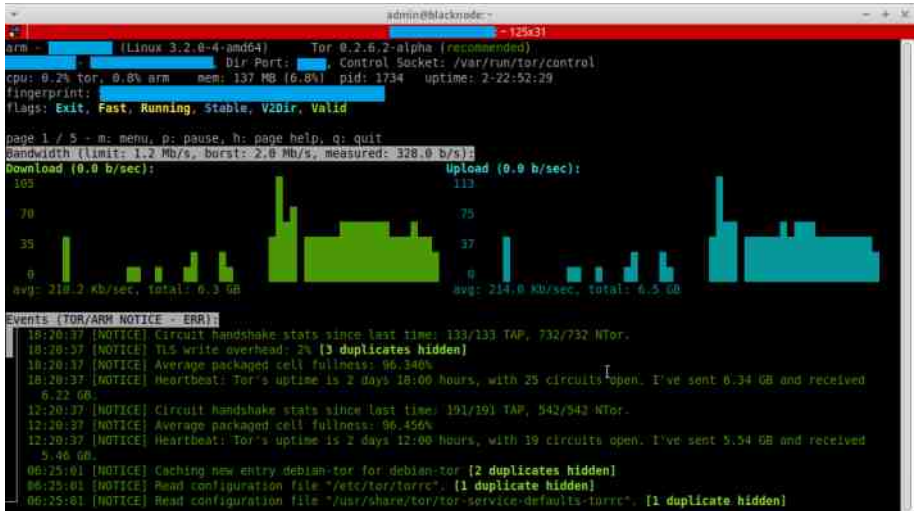 admin@blacknode: ~
~ 125x31
arm - (Linux 3.2.0-4-amd64) Tor 0.2.6.2-alpha (recommended)
- , Dir Port: , Control Socket: /var/run/tor/control
cpu: 0.2% tor, 0.8% arm mem: 137 MB (6.8%) pid: 1734 uptime: 2-22:52:29
fingerprint:
flags: Exit, Fast, Running, Stable, V2Dir, Valid
page 1 / 5 - m: menu, p: pause, h: page help, q: quit
Bandwidth (limit: 1.2 Mb/s, burst: 2.0 Mb/s, measured: 328.0 b/s):
Download (0.0 b/sec): Upload (0.0 b/sec):
105 113
70 75
35 37
0 0
avg: 210.2 Kb/sec, total: 6.3 GB avg: 214.0 Kb/sec, total: 6.5 GB
Events (TOR/ARM NOTICE - ERR):
18:20:37 [NOTICE] Circuit handshake stats since last time: 133/133 TAP, 732/732 NTor.
18:20:37 [NOTICE] TLS write overhead: 2% [3 duplicates hidden]
18:20:37 [NOTICE] Average packaged cell fullness: 96.346%
18:20:37 [NOTICE] Heartbeat: Tor's uptime is 2 days 18:00 hours, with 25 circuits open. I've sent 6.34 GB and received
6.22 GB.
12:20:37 [NOTICE] Circuit handshake stats since last time: 191/191 TAP, 542/542 NTor.
12:20:37 [NOTICE] Average packaged cell fullness: 96.456%
12:20:37 [NOTICE] Heartbeat: Tor's uptime is 2 days 12:00 hours, with 19 circuits open. I've sent 5.54 GB and received
5.46 GB.
06:25:01 [NOTICE] Caching new entry debian-tor for debian-tor [2 duplicates hidden]
06:25:01 [NOTICE] Read configuration file "/etc/tor/torrc". [1 duplicate hidden]
06:25:01 [NOTICE] Read configuration file "/usr/share/tor/tor-service-defaults-torrc". [1 duplicate hidden]